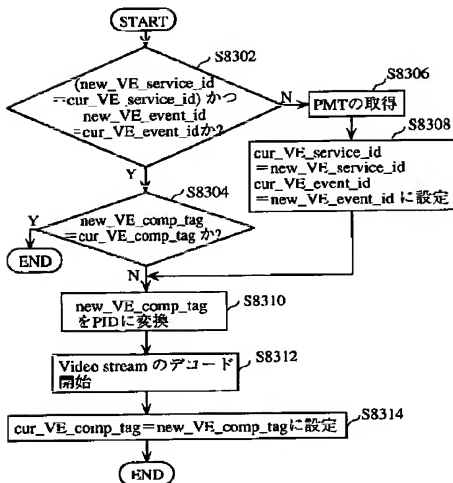 START
S8302
(new_VE_service_id
=cur_VE_service_id) かつ
new_VE_event_id
=cur_VE_event_idか?
N
S8306
PMTの取得
S8308
cur_VE_service_id
=new_VE_service_id
cur_VE_event_id
=new_VE_event_id に設定
Y
S8304
new_VE_comp_tag
=cur_VE_comp_tag か?
Y
END
N
S8310
new_VE_comp_tag
をPIDに変換
S8312
Video stream のデコード
開始
S8314
cur_VE_comp_tag=new_VE_comp_tagに設定
END